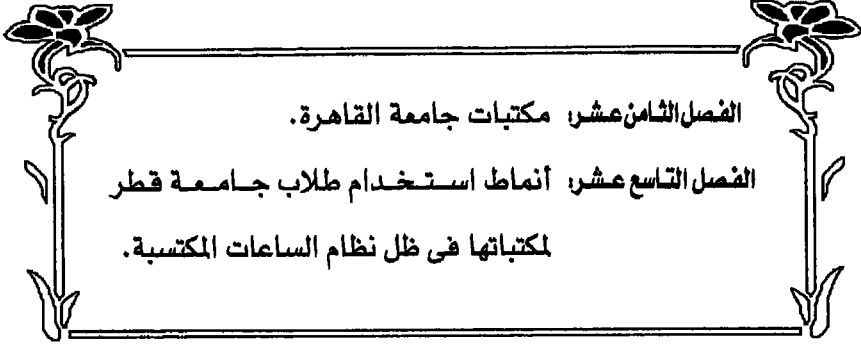 الفصل الثامن عشر: مكتبات جامعة القاهرة.
الفصل التاسع عشر: أنماط استخدام طلاب جامعة قطر
لمكتباتها فى ظل نظام الساعات المكتسبة.